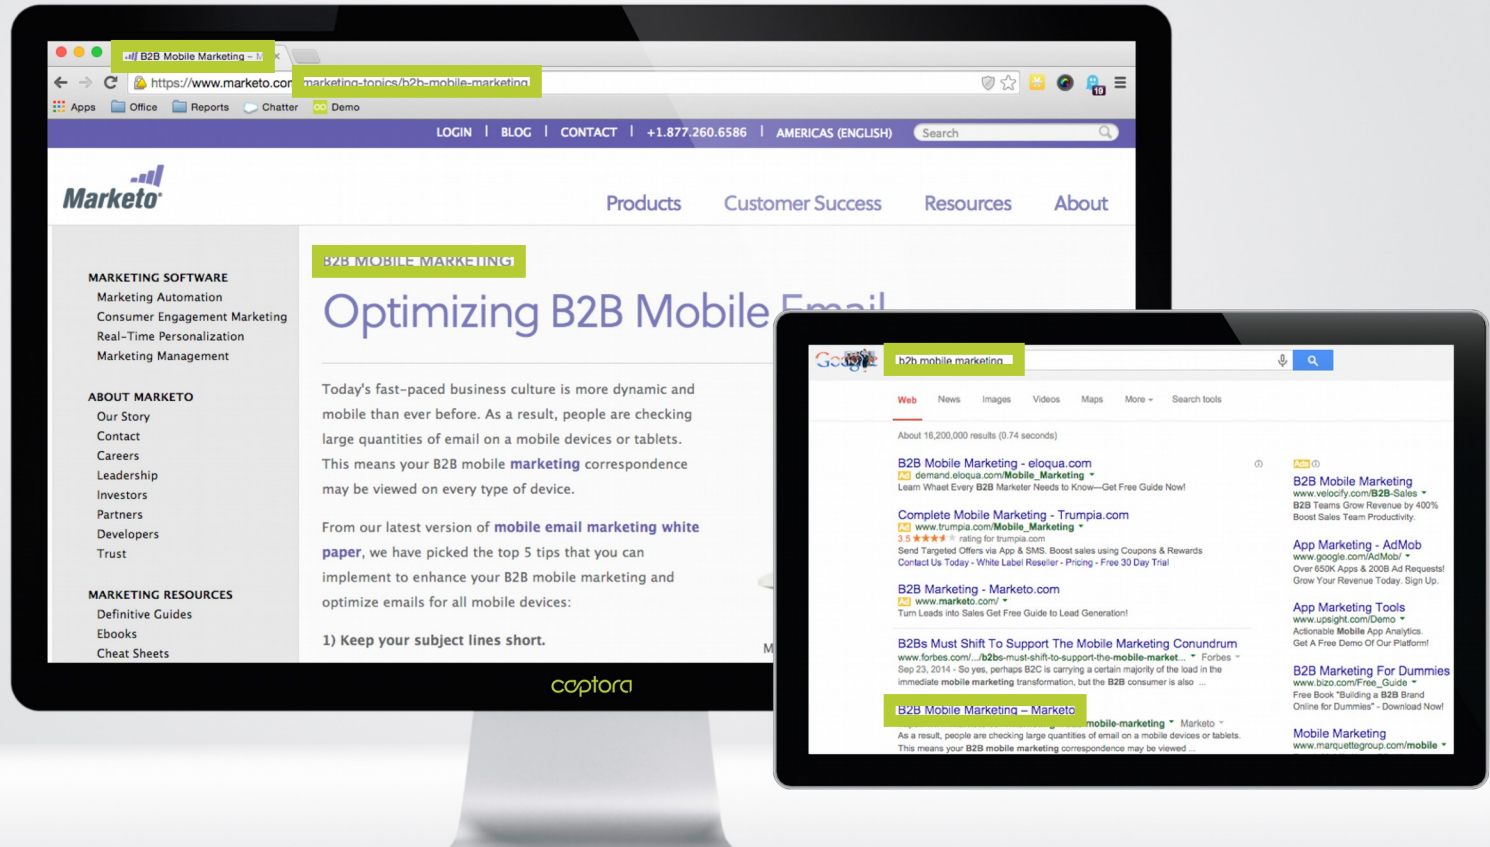 B2B Mobile Marketing – M
https://www.marketo.com marketing-topics/b2b-mobile-marketing
19
Apps Office Reports Chatter Demo
LOGIN | BLOG | CONTACT | +1.877.260.6586 | AMERICAS (ENGLISH) Search
Marketo
Products Customer Success Resources About
MARKETING SOFTWARE
Marketing Automation
Consumer Engagement Marketing
Real-Time Personalization
Marketing Management
ABOUT MARKETO
Our Story
Contact
Careers
Leadership
Investors
Partners
Developers
Trust
MARKETING RESOURCES
Definitive Guides
Ebooks
Cheat Sheets
B2B MOBILE MARKETING
Optimizing B2B Mobile Email
Today's fast-paced business culture is more dynamic and
mobile than ever before. As a result, people are checking
large quantities of email on a mobile devices or tablets.
This means your B2B mobile marketing correspondence
may be viewed on every type of device.
From our latest version of mobile email marketing white
paper, we have picked the top 5 tips that you can
implement to enhance your B2B mobile marketing and
optimize emails for all mobile devices:
1) Keep your subject lines short.
M
captora
Google b2b mobile marketing
Web News Images Videos Maps More Search tools
About 16,200,000 results (0.74 seconds)
B2B Mobile Marketing - eloqua.com
Ad demand.eloqua.com/Mobile_Marketing
Learn Whaet Every B2B Marketer Needs to Know—Get Free Guide Now!
Complete Mobile Marketing - Trumpia.com
Ad www.trumpia.com/Mobile_Marketing
3.5 ★★★★★ rating for trumpia.com
Send Targeted Offers via App & SMS. Boost sales using Coupons & Rewards
Contact Us Today - White Label Reseller - Pricing - Free 30 Day Trial
B2B Marketing - Marketo.com
Ad www.marketo.com/
Turn Leads into Sales Get Free Guide to Lead Generation!
B2Bs Must Shift To Support The Mobile Marketing Conundrum
www.forbes.com/.../b2bs-must-shift-to-support-the-mobile-market... Forbes
Sep 23, 2014 - So yes, perhaps B2C is carrying a certain majority of the load in the
immediate mobile marketing transformation, but the B2B consumer is also ...
B2B Mobile Marketing – Marketo
mobile-marketing Marketo
As a result, people are checking large quantities of email on a mobile devices or tablets.
This means your B2B mobile marketing correspondence may be viewed ...
Ads
B2B Mobile Marketing
www.velocify.com/B2B-Sales
B2B Teams Grow Revenue by 400%
Boost Sales Team Productivity.
App Marketing - AdMob
www.google.com/AdMob/
Over 650K Apps & 200B Ad Requests!
Grow Your Revenue Today. Sign Up.
App Marketing Tools
www.upsight.com/Demo
Actionable Mobile App Analytics.
Get A Free Demo Of Our Platform!
B2B Marketing For Dummies
www.bizo.com/Free_Guide
Free Book "Building a B2B Brand
Online for Dummies" - Download Now!
Mobile Marketing
www.marquettegroup.com/mobile